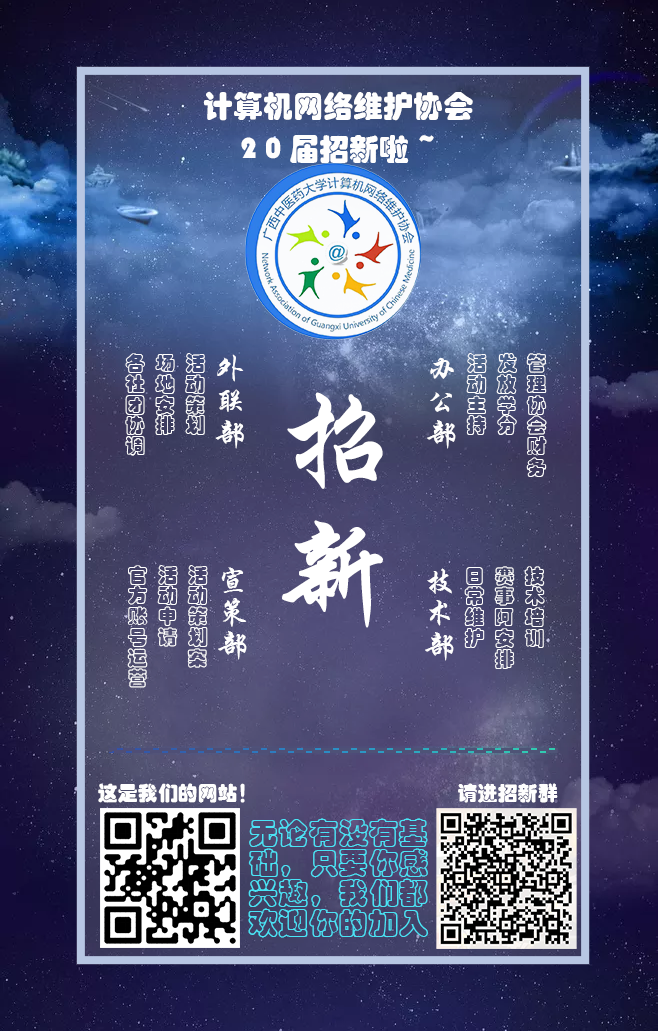 计算机网络维护协会
20届招新啦~
广西中医药大学计算机网络维护协会
@
Network Association of Guangxi University of Chinese Medicine
外联部
活动策划
场地安排
各社团协调
招新
办公部
管理协会财务
发放学分
活动主持
宣策部
活动策划案
活动申请
官方账号运营
技术部
技术培训
赛事阿安排
日常维护
这是我们的网站!
请进招新群
无论有没有基
础，只要你感
兴趣，我们都
欢迎你的加入